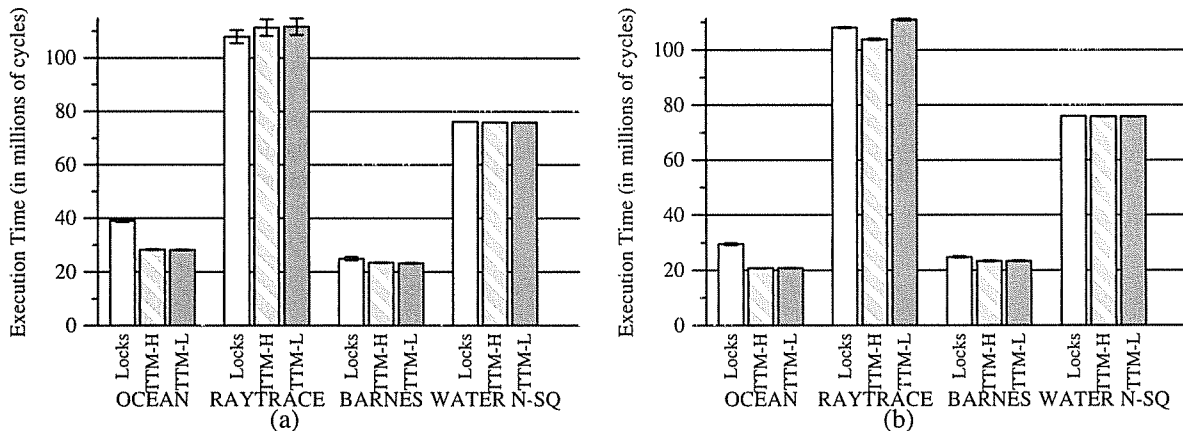 Execution Time (in millions of cycles)
100
80
60
40
20
0
Locks
TTM-H
TTM-L
Locks
TTM-H
TTM-L
Locks
TTM-H
TTM-L
Locks
TTM-H
TTM-L
OCEAN RAYTRACE BARNES WATER N-SQ
(a)
Execution Time (in millions of cycles)
100
80
60
40
20
0
Locks
TTM-H
TTM-L
Locks
TTM-H
TTM-L
Locks
TTM-H
TTM-L
Locks
TTM-H
TTM-L
OCEAN RAYTRACE BARNES WATER N-SQ
(b)